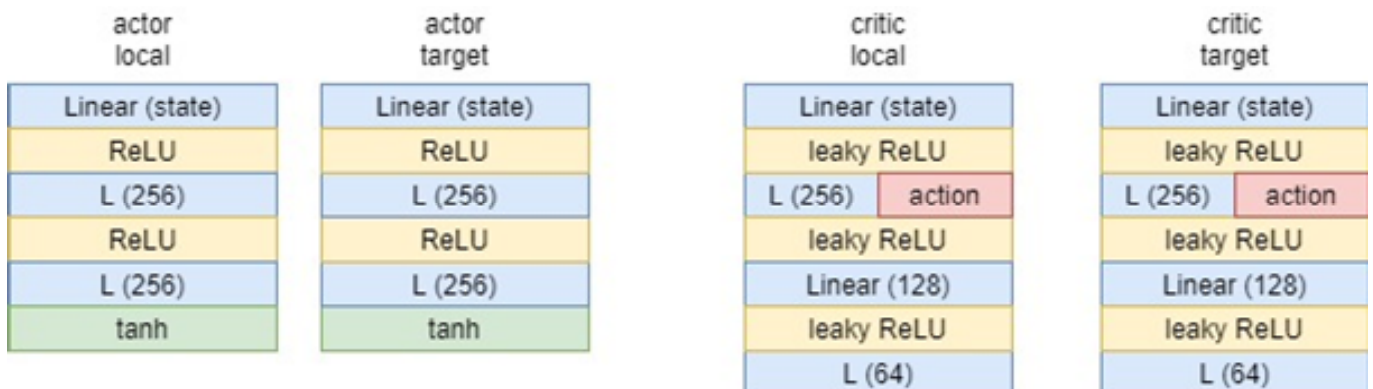 actor
local
Linear (state)
ReLU
L (256)
ReLU
L (256)
tanh
actor
target
Linear (state)
ReLU
L (256)
ReLU
L (256)
tanh
critic
local
Linear (state)
leaky ReLU
L (256) action
leaky ReLU
Linear (128)
leaky ReLU
L (64)
critic
target
Linear (state)
leaky ReLU
L (256) action
leaky ReLU
Linear (128)
leaky ReLU
L (64)